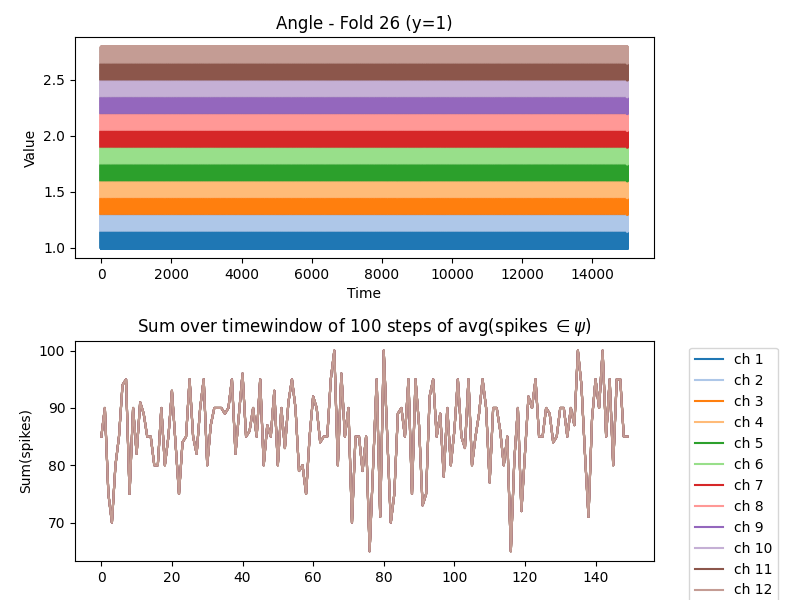 Angle - Fold 26 (y=1)
Value
2.5
2.0
1.5
1.0
0 2000 4000 6000 8000 10000 12000 14000
Time
Sum over timewindow of 100 steps of avg(spikes ∈ ψ)
Sum(spikes)
100
90
80
70
0 20 40 60 80 100 120 140
ch 1
ch 2
ch 3
ch 4
ch 5
ch 6
ch 7
ch 8
ch 9
ch 10
ch 11
ch 12